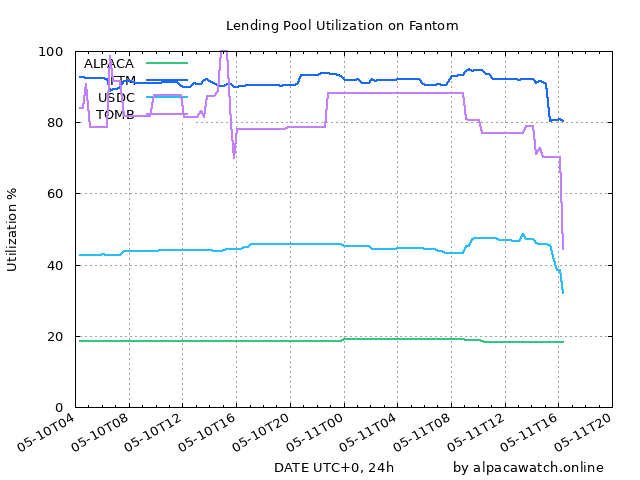 Lending Pool Utilization on Fantom
100
80
60
40
20
0
Utilization %
ALPACA
FTM
USDC
TOMB
05-10T04
05-10T08
05-10T12
05-10T16
05-10T20
05-11T00
05-11T04
05-11T08
05-11T12
05-11T16
05-11T20
DATE UTC+0, 24h
by alpacawatch.online